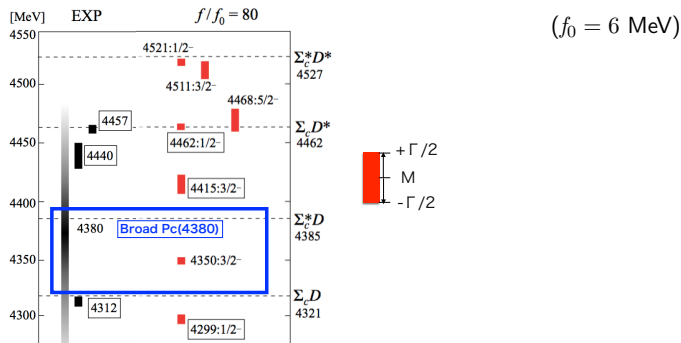 [MeV] EXP f/f₀ = 80 (f₀ = 6 MeV)
4550
4521:1/2⁻
Σc*D*
4527
4500
4511:3/2⁻
4468:5/2⁻
4457
ΣcD*
4462
4462:1/2⁻
4450
4440
+Γ/2
M
-Γ/2
4415:3/2⁻
4400
Σc*D
4385
4380
Broad Pc(4380)
4350
4350:3/2⁻
ΣcD
4321
4312
4300
4299:1/2⁻